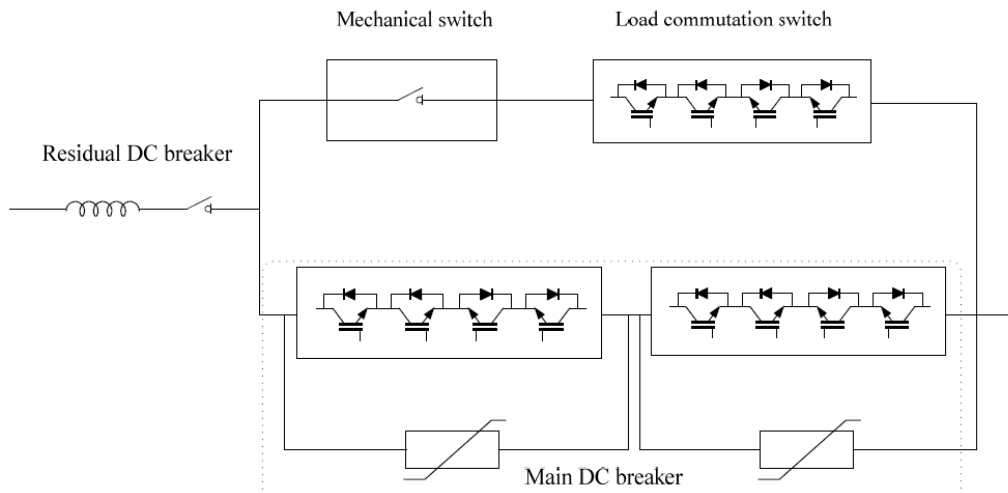 Mechanical switch
Load commutation switch
Residual DC breaker
Main DC breaker